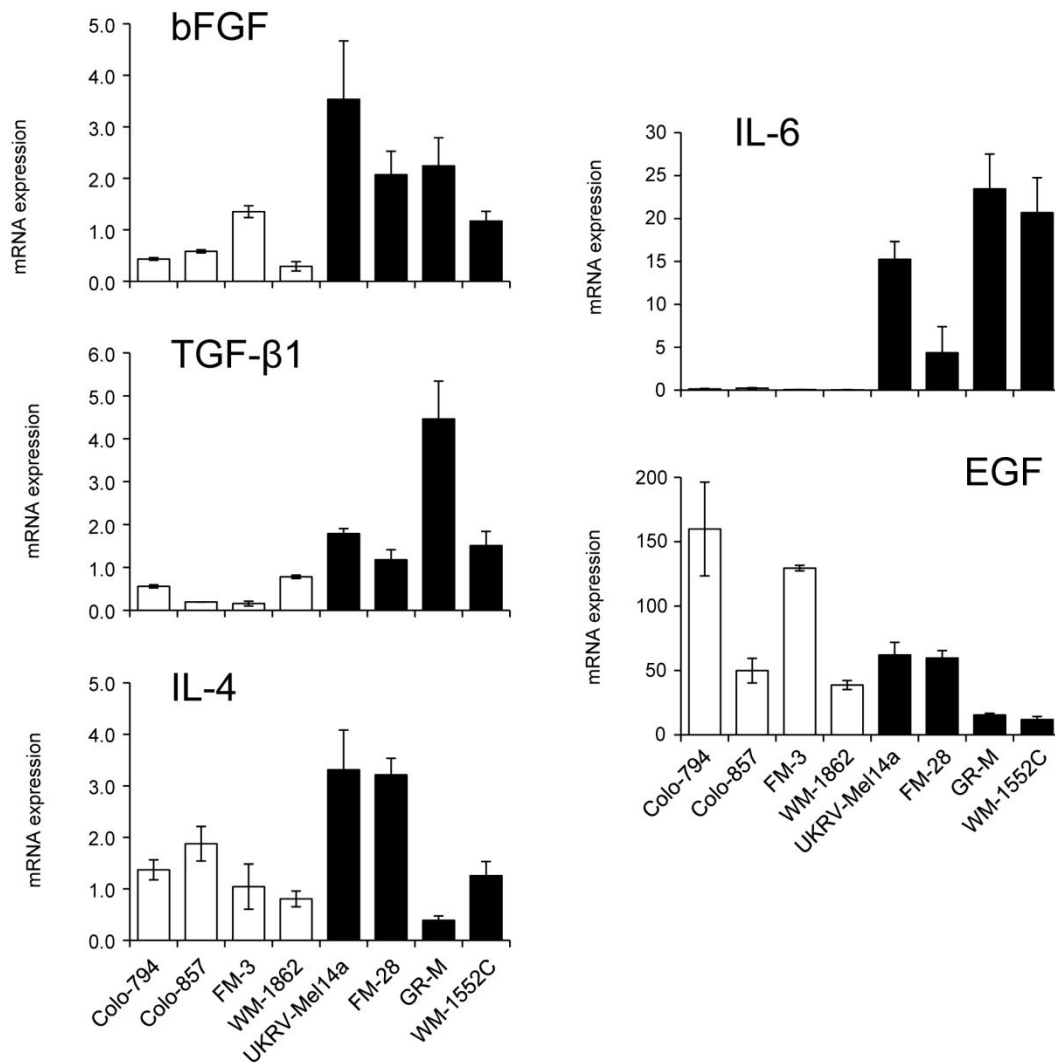 bFGF
mRNA expression
5.0
4.0
3.0
2.0
1.0
0.0
TGF-β1
mRNA expression
6.0
5.0
4.0
3.0
2.0
1.0
0.0
IL-4
mRNA expression
5.0
4.0
3.0
2.0
1.0
0.0
Colo-794
Colo-857
FM-3
WM-1862
UKRV-Mel14a
FM-28
GR-M
WM-1552C
IL-6
mRNA expression
30
25
20
15
10
5
0
EGF
mRNA expression
200
150
100
50
0
Colo-794
Colo-857
FM-3
WM-1862
UKRV-Mel14a
FM-28
GR-M
WM-1552C